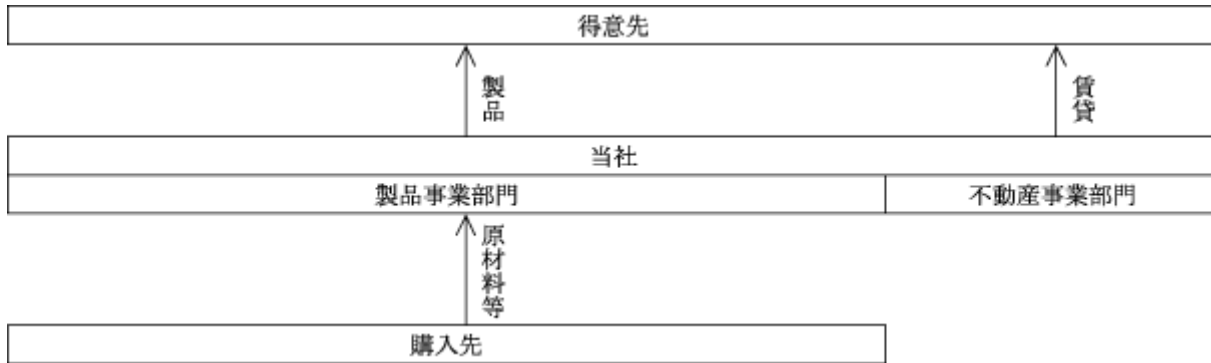 得意先
製品
賃貸
当社
製品事業部門
不動産事業部門
原材料等
購入先